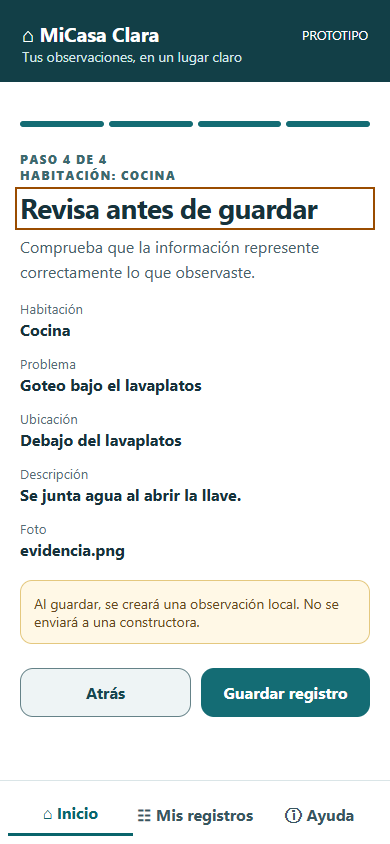 ⌂ MiCasa Clara
PROTOTIPO
Tus observaciones, en un lugar claro
PASO 4 DE 4
HABITACIÓN: COCINA
Revisa antes de guardar
Comprueba que la información represente
correctamente lo que observaste.
Habitación
Cocina
Problema
Goteo bajo el lavaplatos
Ubicación
Debajo del lavaplatos
Descripción
Se junta agua al abrir la llave.
Foto
evidencia.png
Al guardar, se creará una observación local. No se
enviará a una constructora.
Atrás
Guardar registro
⌂ Inicio
☷ Mis registros
ⓘ Ayuda